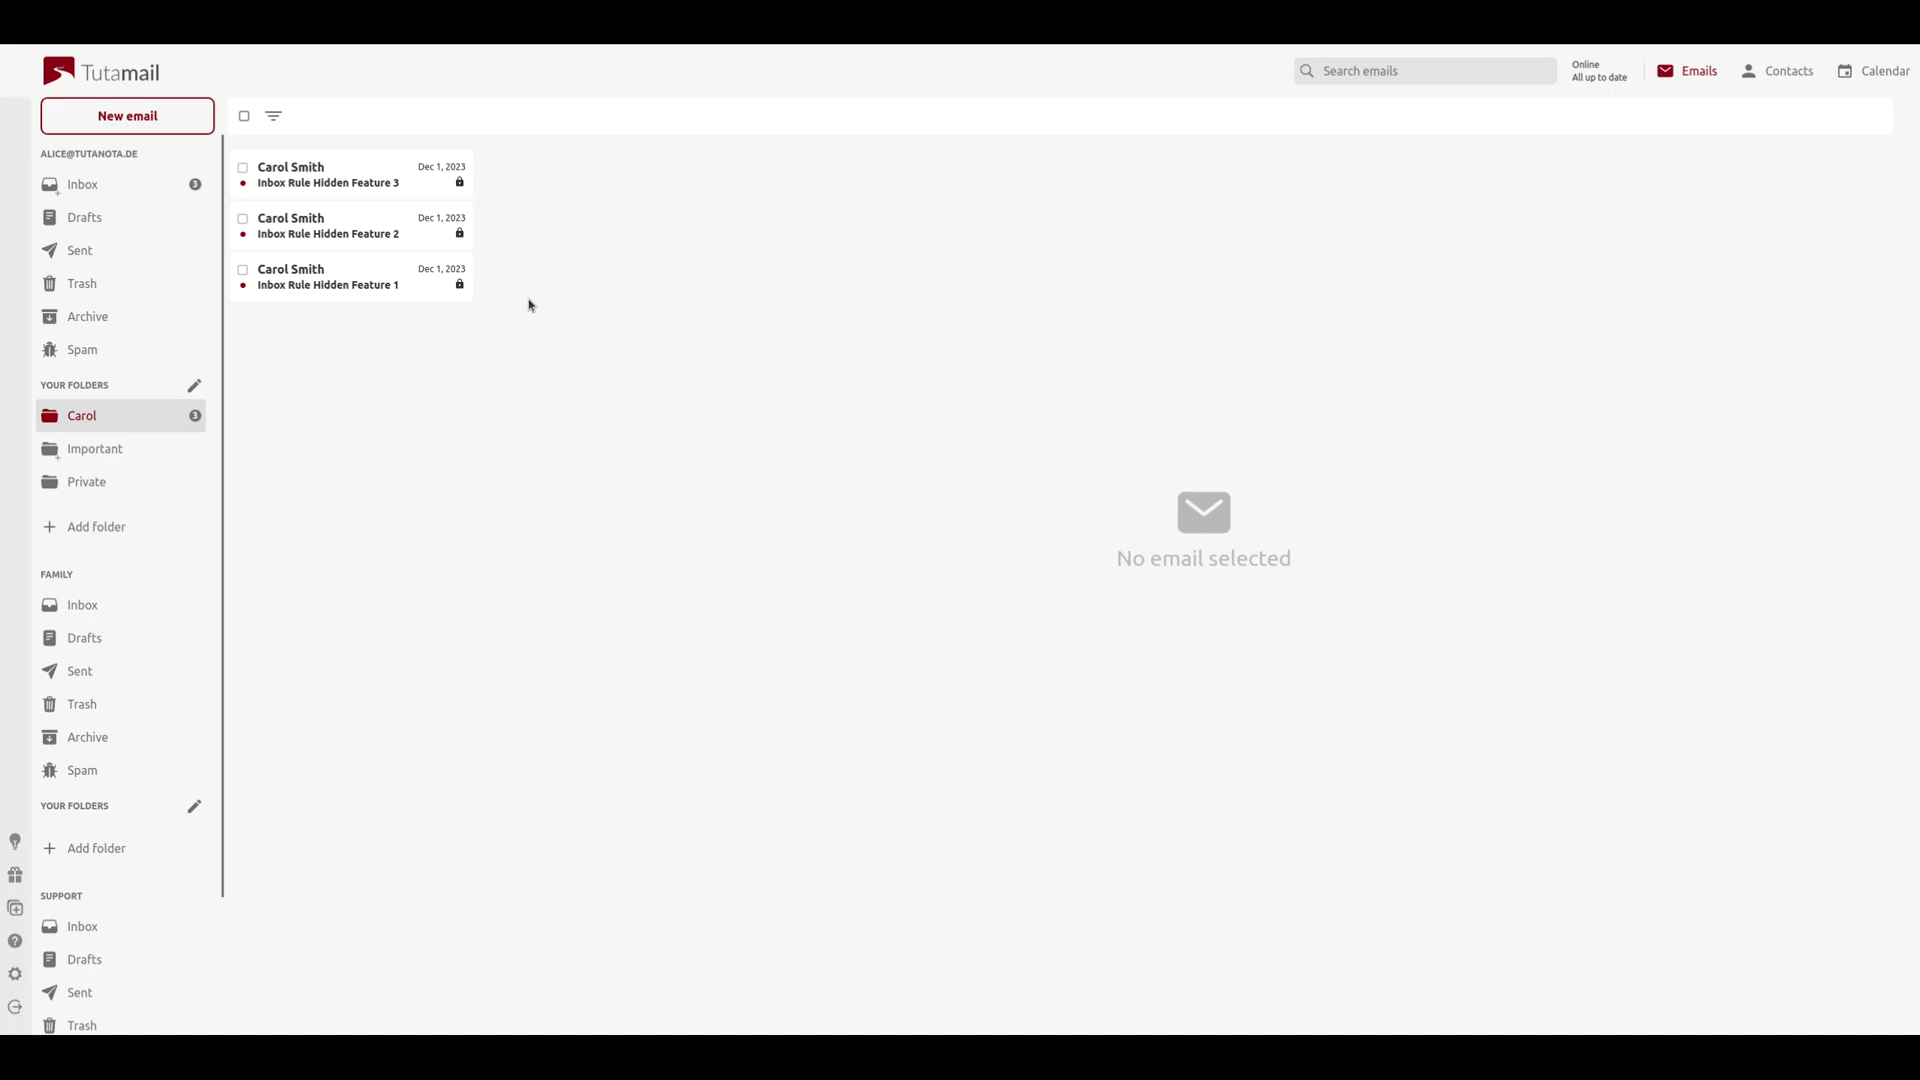 Tutamail
Search emails
Online
All up to date
Emails
Contacts
Calendar
New email
ALICE@TUTANOTA.DE
Inbox 3
Drafts
Sent
Trash
Archive
Spam
YOUR FOLDERS
Carol 3
Important
Private
Add folder
FAMILY
Inbox
Drafts
Sent
Trash
Archive
Spam
YOUR FOLDERS
Add folder
SUPPORT
Inbox
Drafts
Sent
Trash
Carol Smith Dec 1, 2023
Inbox Rule Hidden Feature 3
Carol Smith Dec 1, 2023
Inbox Rule Hidden Feature 2
Carol Smith Dec 1, 2023
Inbox Rule Hidden Feature 1
No email selected